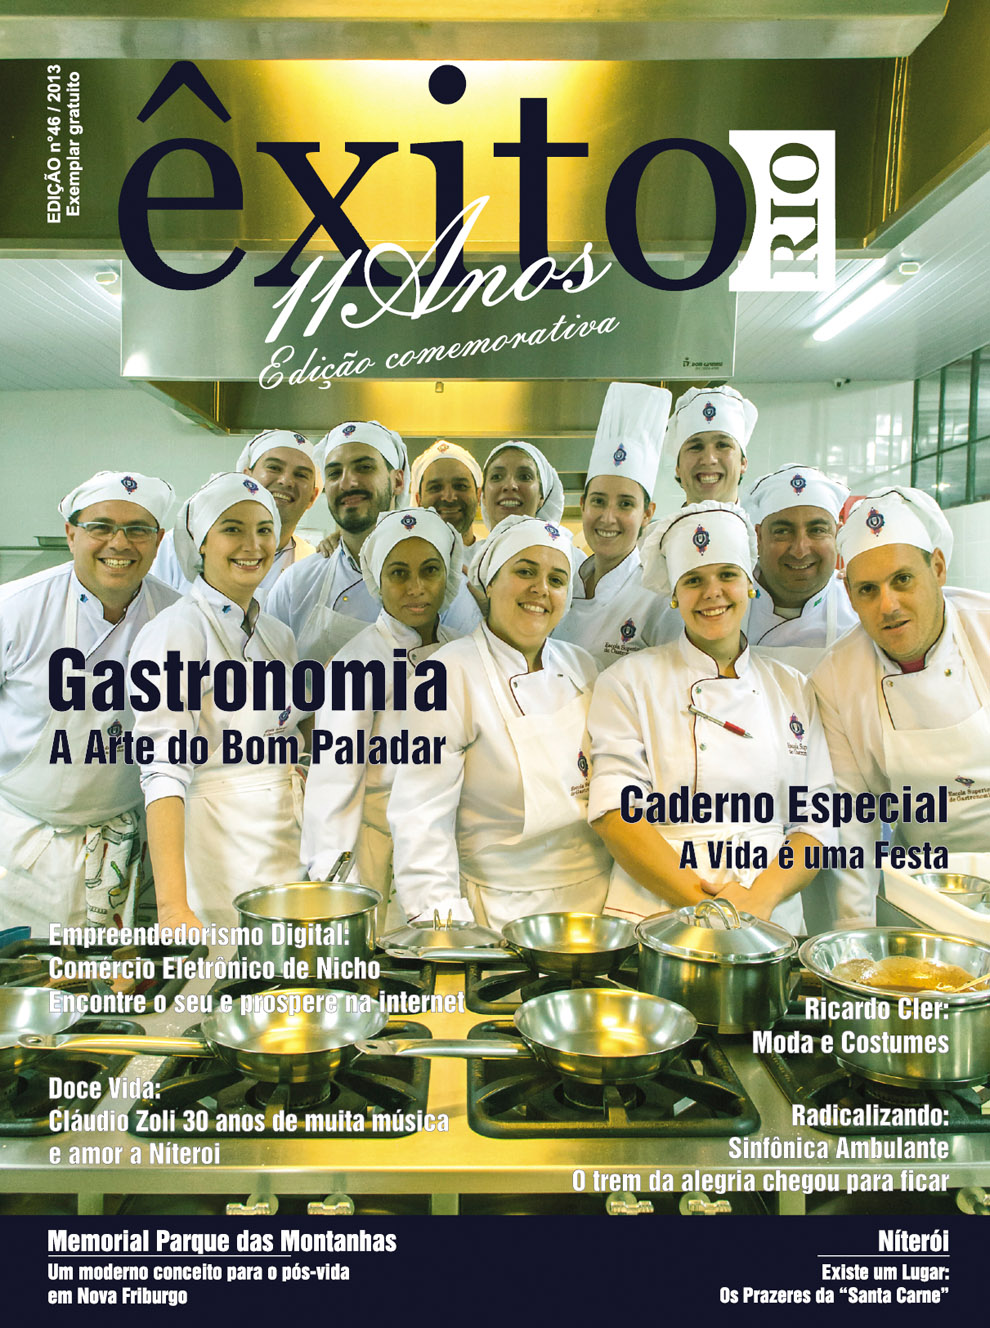 EDIÇÃO n°46 / 2013
Exemplar gratuito
êxito
RIO
11 Anos
Edição comemorativa
Gastronomia
A Arte do Bom Paladar
Caderno Especial
A Vida é uma Festa
Empreendedorismo Digital:
Comércio Eletrônico de Nicho
Encontre o seu e prospere na internet
Ricardo Cler:
Moda e Costumes
Doce Vida:
Cláudio Zoli 30 anos de muita música
e amor a Níteroi
Radicalizando:
Sinfônica Ambulante
O trem da alegria chegou para ficar
Memorial Parque das Montanhas
Um moderno conceito para o pós-vida
em Nova Friburgo
Níterói
Existe um Lugar:
Os Prazeres da “Santa Carne”